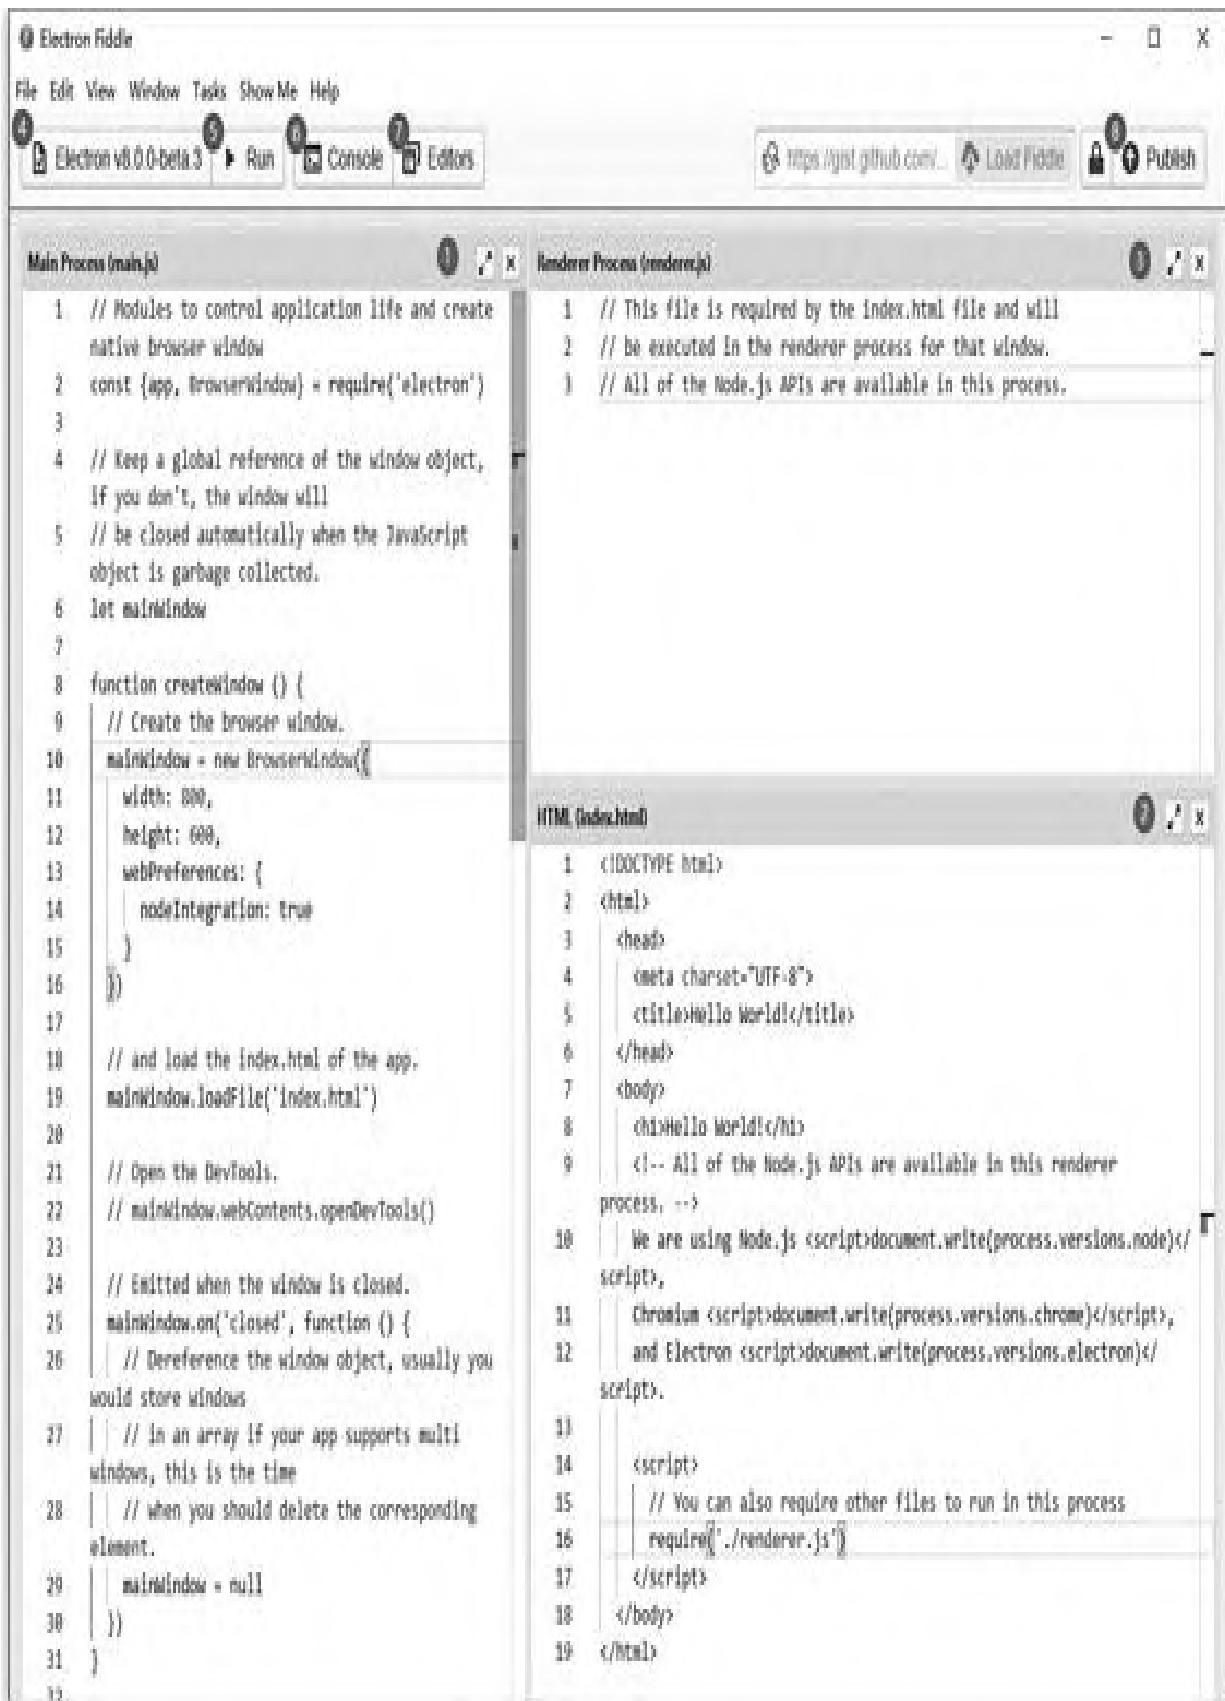 Electron Fiddle
File Edit View Window Tasks Show Me Help
4 5 6 7 8
Electron v8.0.0-beta.3 Run Console Editors https://gist.github.com/... Load Fiddle Publish
Main Process (main.js) 1
1 // Modules to control application life and create
native browser window
2 const {app, BrowserWindow} = require('electron')
3
4 // Keep a global reference of the window object,
if you don't, the window will
5 // be closed automatically when the JavaScript
object is garbage collected.
6 let mainWindow
7
8 function createWindow () {
9 // Create the browser window.
10 mainWindow = new BrowserWindow({
11 width: 800,
12 height: 600,
13 webPreferences: {
14 nodeIntegration: true
15 }
16 })
17
18 // and load the index.html of the app.
19 mainWindow.loadFile('index.html')
20
21 // Open the DevTools.
22 // mainWindow.webContents.openDevTools()
23
24 // Emitted when the window is closed.
25 mainWindow.on('closed', function () {
26 // Dereference the window object, usually you
would store windows
27 // in an array if your app supports multi
windows, this is the time
28 // when you should delete the corresponding
element.
29 mainWindow = null
30 })
31 }
32
Renderer Process (renderer.js) 3
1 // This file is required by the index.html file and will
2 // be executed in the renderer process for that window.
3 // All of the Node.js APIs are available in this process.
HTML (index.html) 2
1 <!DOCTYPE html>
2 <html>
3 <head>
4 <meta charset="UTF-8">
5 <title>Hello World!</title>
6 </head>
7 <body>
8 <h1>Hello World!</h1>
9 <!-- All of the Node.js APIs are available in this renderer
process. -->
10 We are using Node.js <script>document.write(process.versions.node)</
script>,
11 Chromium <script>document.write(process.versions.chrome)</script>,
12 and Electron <script>document.write(process.versions.electron)</
script>.
13
14 <script>
15 // You can also require other files to run in this process
16 require('./renderer.js')
17 </script>
18 </body>
19 </html>